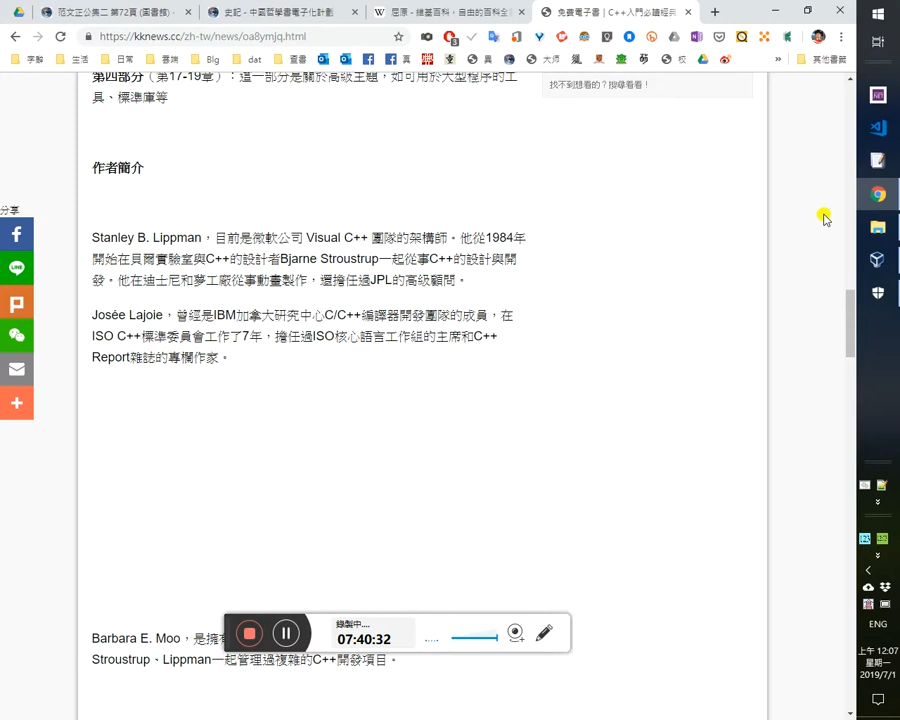 范文正公集二 第72頁 (圖書館) -
史記 - 中國哲學書電子化計劃
屈原 - 維基百科，自由的百科全
免費電子書 | C++入門必讀經典
https://kknews.cc/zh-tw/news/oa8ymjq.html
生活
日常
雲端
Blg
dat
查書
大師
其他書籤
第四部分（第17-19章）：這一部分是關於高級主題，如可用於大型程序的工
具、標準庫等
找不到想看的？搜尋看看！
作者簡介
分享
Stanley B. Lippman，目前是微軟公司 Visual C++ 團隊的架構師。他從1984年
開始在貝爾實驗室與C++的設計者Bjarne Stroustrup一起從事C++的設計與開
發。他在迪士尼和夢工廠從事動畫製作，還擔任過JPL的高級顧問。
Josée Lajoie，曾經是IBM加拿大研究中心C/C++編譯器開發團隊的成員，在
ISO C++標準委員會工作了7年，擔任過ISO核心語言工作組的主席和C++
Report雜誌的專欄作家。
Barbara E. Moo，是擁有
Stroustrup、Lippman一起管理過複雜的C++開發項目。
錄製中....
07:40:32
ENG
上午 12:07
星期一
2019/7/1